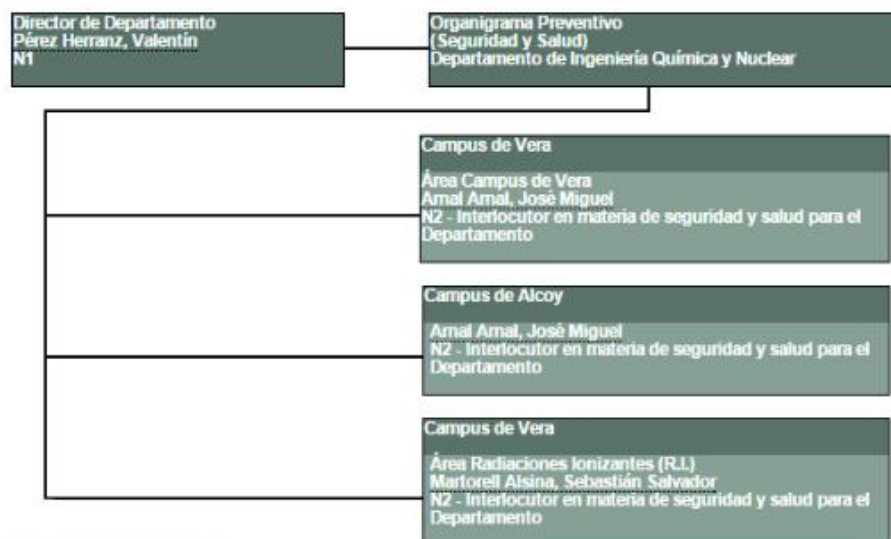 Director de Departamento
Pérez Herranz, Valentín
N1
Organigrama Preventivo
(Seguridad y Salud)
Departamento de Ingeniería Química y Nuclear
Campus de Vera
Área Campus de Vera
Arnal Arnal, José Miguel
N2 - Interlocutor en materia de seguridad y salud para el
Departamento
Campus de Alcoy
Arnal Arnal, José Miguel
N2 - Interlocutor en materia de seguridad y salud para el
Departamento
Campus de Vera
Área Radiaciones Ionizantes (R.I.)
Martorell Alsina, Sebastián Salvador
N2 - Interlocutor en materia de seguridad y salud para el
Departamento